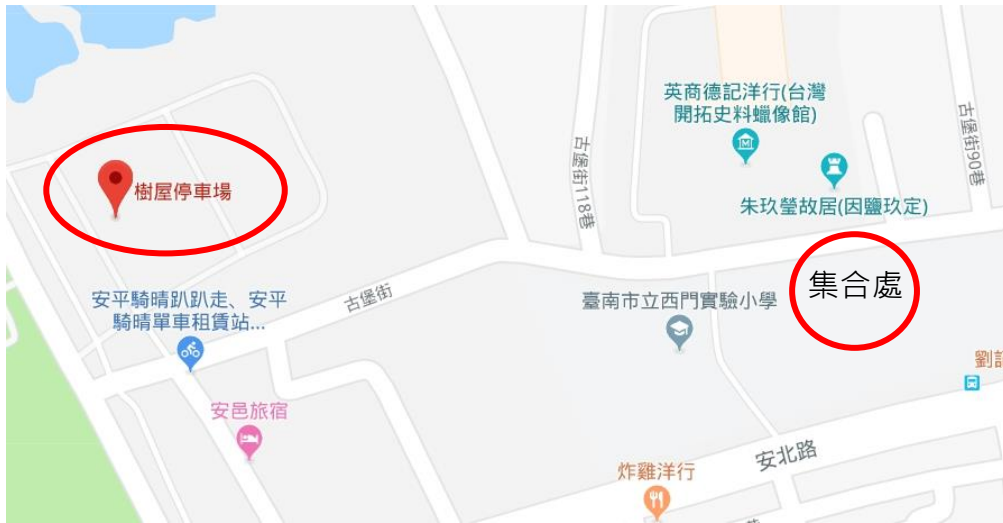 英商德記洋行(台灣
開拓史料蠟像館)
古堡街90巷
古堡街118巷
樹屋停車場
朱玖瑩故居(因鹽玖定)
集合處
安平騎晴趴趴走、安平
騎晴單車租賃站...
古堡街
臺南市立西門實驗小學
安邑旅宿
安北路
炸雞洋行